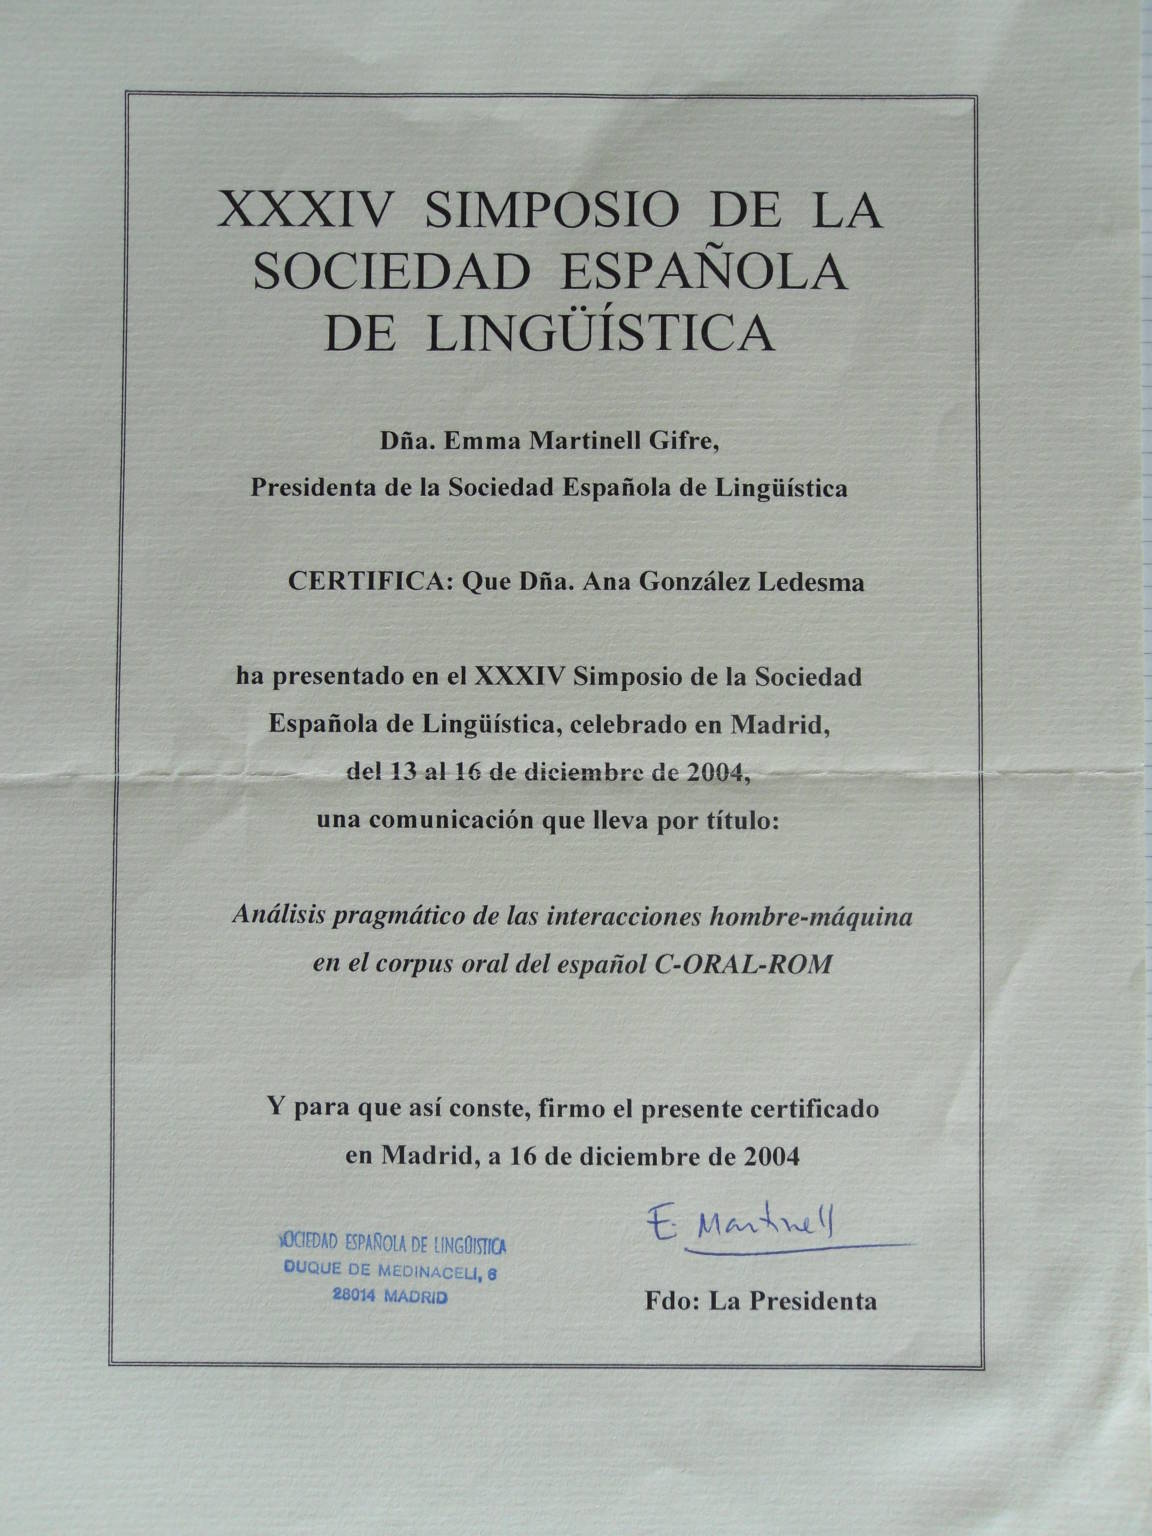 XXXIV SIMPOSIO DE LA
SOCIEDAD ESPAÑOLA
DE LINGÜÍSTICA
Dña. Emma Martinell Gifre,
Presidenta de la Sociedad Española de Lingüística
CERTIFICA: Que Dña. Ana González Ledesma
ha presentado en el XXXIV Simposio de la Sociedad
Española de Lingüística, celebrado en Madrid,
del 13 al 16 de diciembre de 2004,
una comunicación que lleva por título:
Análisis pragmático de las interacciones hombre-máquina
en el corpus oral del español C-ORAL-ROM
Y para que así conste, firmo el presente certificado
en Madrid, a 16 de diciembre de 2004
E. Martinell
SOCIEDAD ESPAÑOLA DE LINGÜISTICA
DUQUE DE MEDINACELI, 6
28014 MADRID
Fdo: La Presidenta